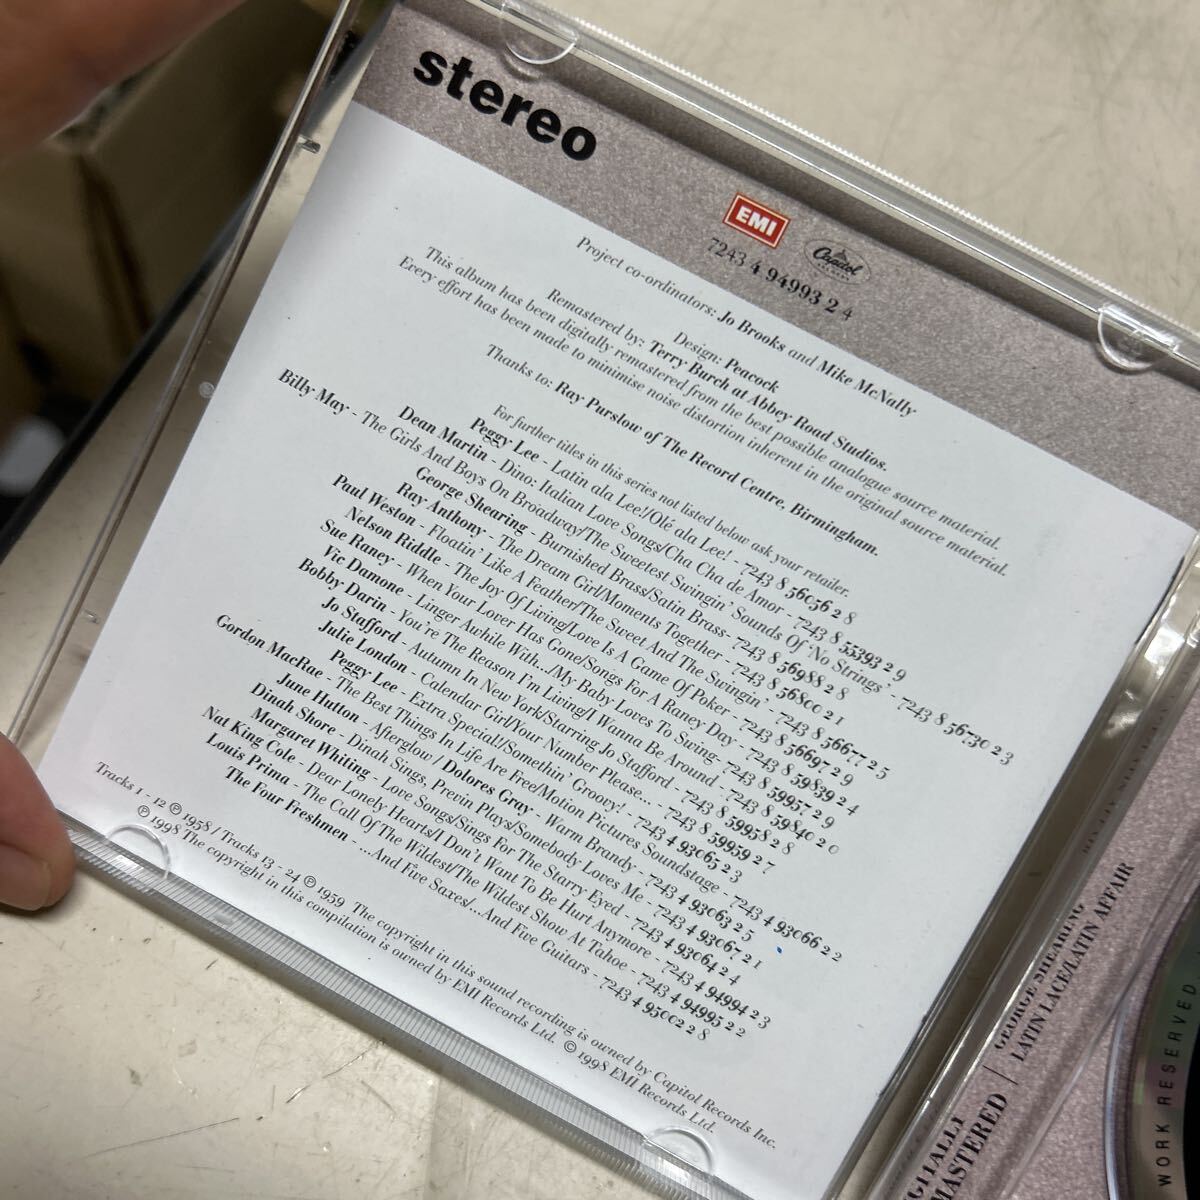 stereo
EMI
Capitol
7243 4 94993 2 4
Project co-ordinators: Jo Brooks and Mike McNally
Design: Peacock
Remastered by: Terry Burch at Abbey Road Studios.
This album has been digitally remastered from the best possible analogue source material.
Every effort has been made to minimise noise distortion inherent in the original source material.
Thanks to: Ray Purslow of The Record Centre, Birmingham.
For further titles in this series not listed below ask your retailer.
Peggy Lee - Latin ala Lee!/Olé ala Lee! - 7243 8 56056 2 8
Dean Martin - Dino: Italian Love Songs/Cha Cha de Amor - 7243 8 55393 2 9
Billy May - The Girls And Boys On Broadway/The Sweetest Swingin' Sounds Of 'No Strings' - 7243 8 56730 2 3
George Shearing - Burnished Brass/Satin Brass- 7243 8 56988 2 8
Ray Anthony - The Dream Girl/Moments Together - 7243 8 56800 2 1
Paul Weston - Floatin' Like A Feather/The Sweet And The Swingin' - 7243 8 56677 2 5
Nelson Riddle - The Joy Of Living/Love Is A Game Of Poker - 7243 8 56697 2 9
Sue Raney - When Your Lover Has Gone/Songs For A Raney Day - 7243 8 59839 2 4
Vic Damone - Linger Awhile With.../My Baby Loves To Swing- 7243 8 59840 2 0
Bobby Darin - You're The Reason I'm Living/I Wanna Be Around - 7243 8 59957 2 9
Jo Stafford - Autumn In New York/Starring Jo Stafford - 7243 8 59958 2 8
Julie London - Calendar Girl/Your Number Please... - 7243 8 59959 2 7
Peggy Lee - Extra Special!/Somethin' Groovy! - 7243 4 93065 2 3
Gordon MacRae - The Best Things In Life Are Free/Motion Pictures Soundstage - 7243 4 93066 2 2
June Hutton - Afterglow / Dolores Gray - Warm Brandy - 7243 4 93063 2 5
Dinah Shore - Dinah Sings, Previn Plays/Somebody Loves Me - 7243 4 93067 2 1
Margaret Whiting - Love Songs/Sings For The Starry Eyed - 7243 4 93064 2 4
Nat King Cole - Dear Lonely Hearts/I Don't Want To Be Hurt Anymore - 7243 4 94994 2 3
Louis Prima - The Call Of The Wildest/The Wildest Show At Tahoe - 7243 4 94995 2 2
The Four Freshmen - ...And Five Saxes/...And Five Guitars - 7243 4 95002 2 8
Tracks 1 - 12 ℗ 1958 / Tracks 13 - 24 ℗ 1959 The copyright in this sound recording is owned by Capitol Records Inc.
℗ 1998 The copyright in this compilation is owned by EMI Records Ltd. © 1998 EMI Records Ltd.
GEORGE SHEARING
LATIN LACE/LATIN AFFAIR
WORK RESERVED